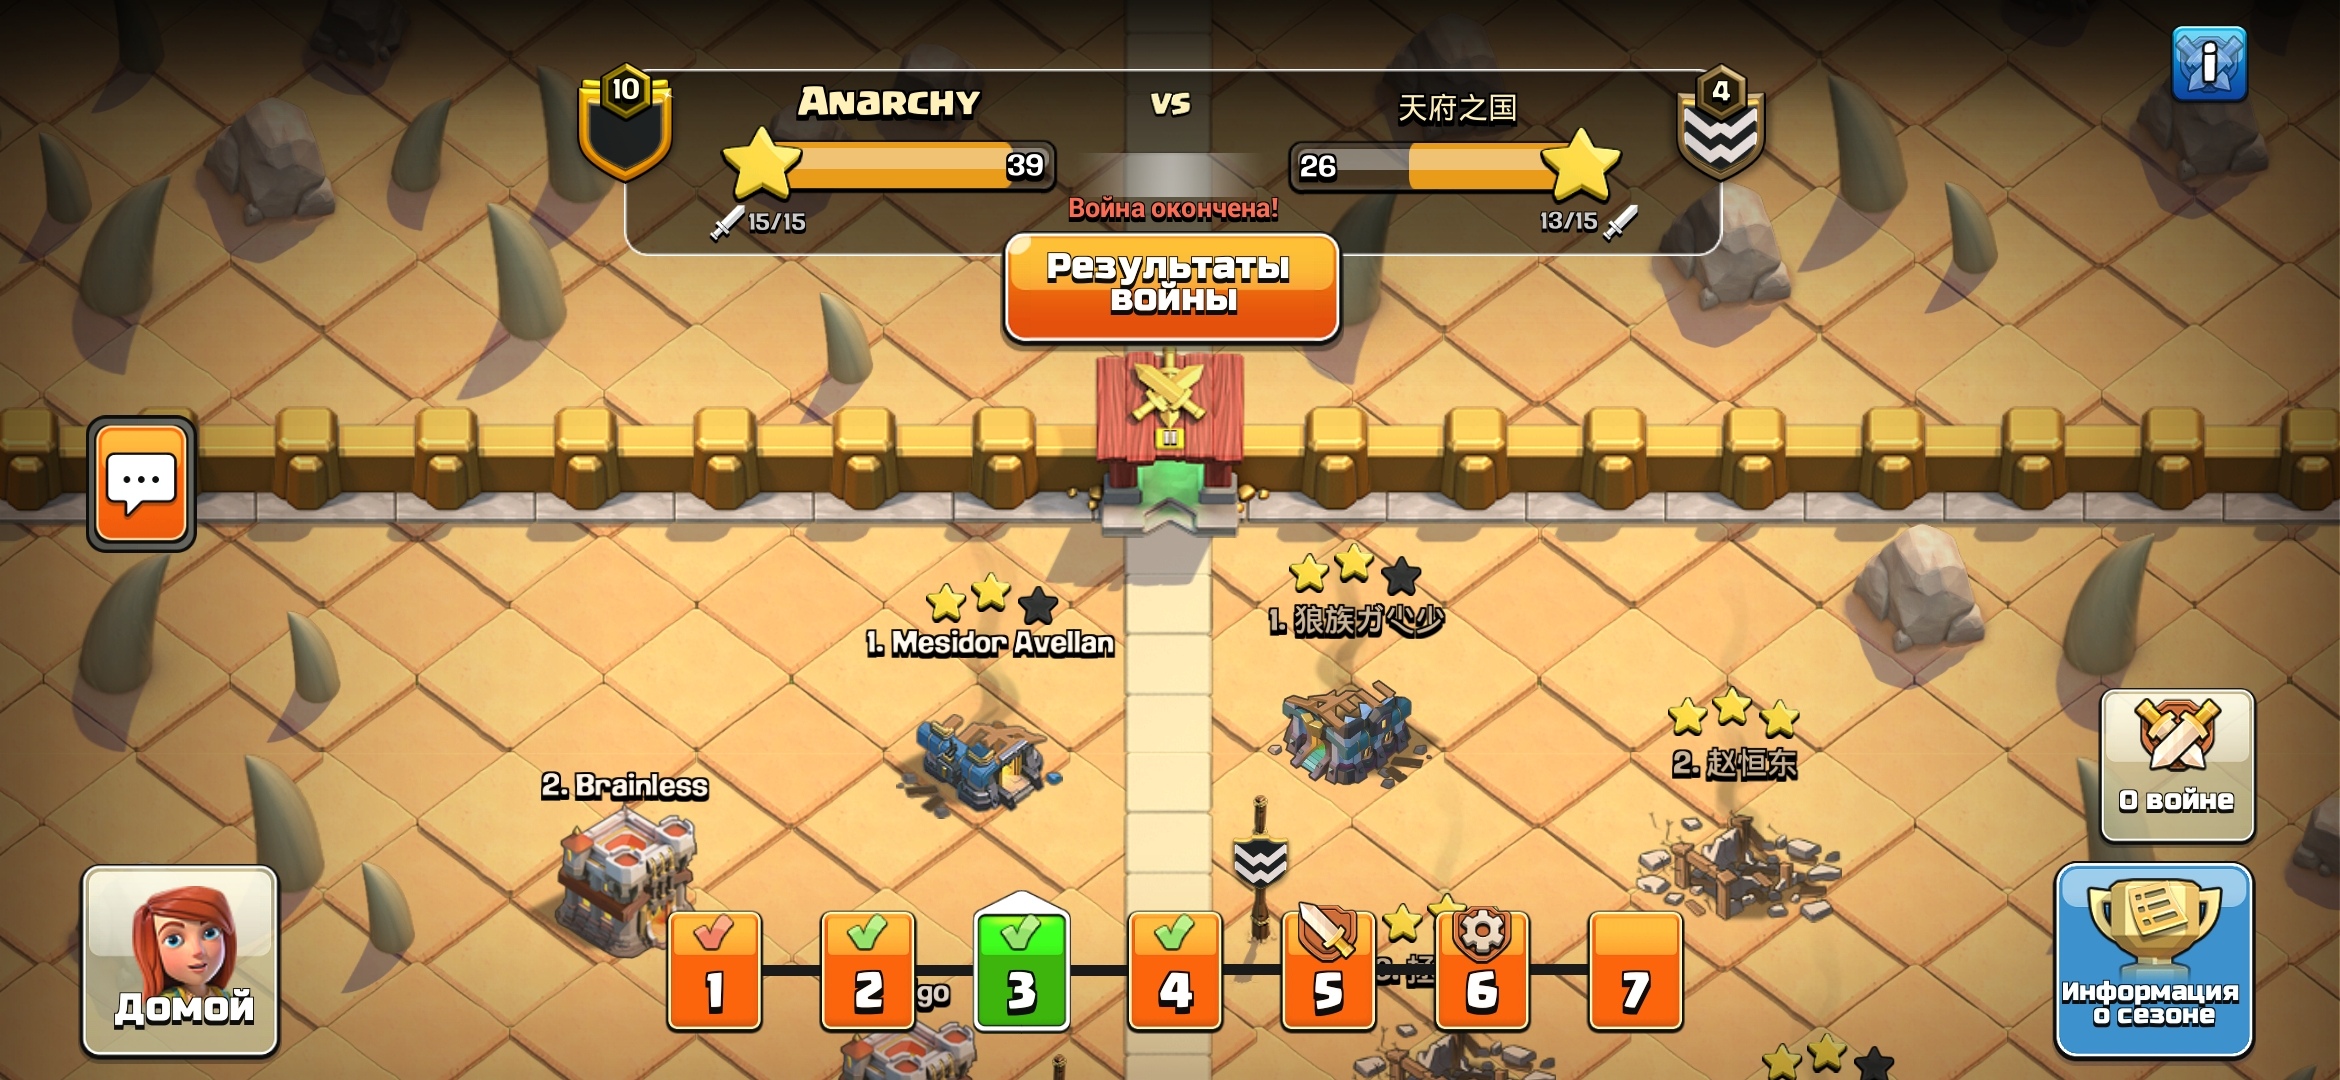 10
Anarchy
vs
天府之国
4
39
26
15/15
Война окончена!
13/15
Результаты
войны
1. Mesidor Avellan
1. 狼族ガ尐少
2. 赵恒东
2. Brainless
О войне
Домой
go
1
2
3
4
5
6
7
Информация
о сезоне